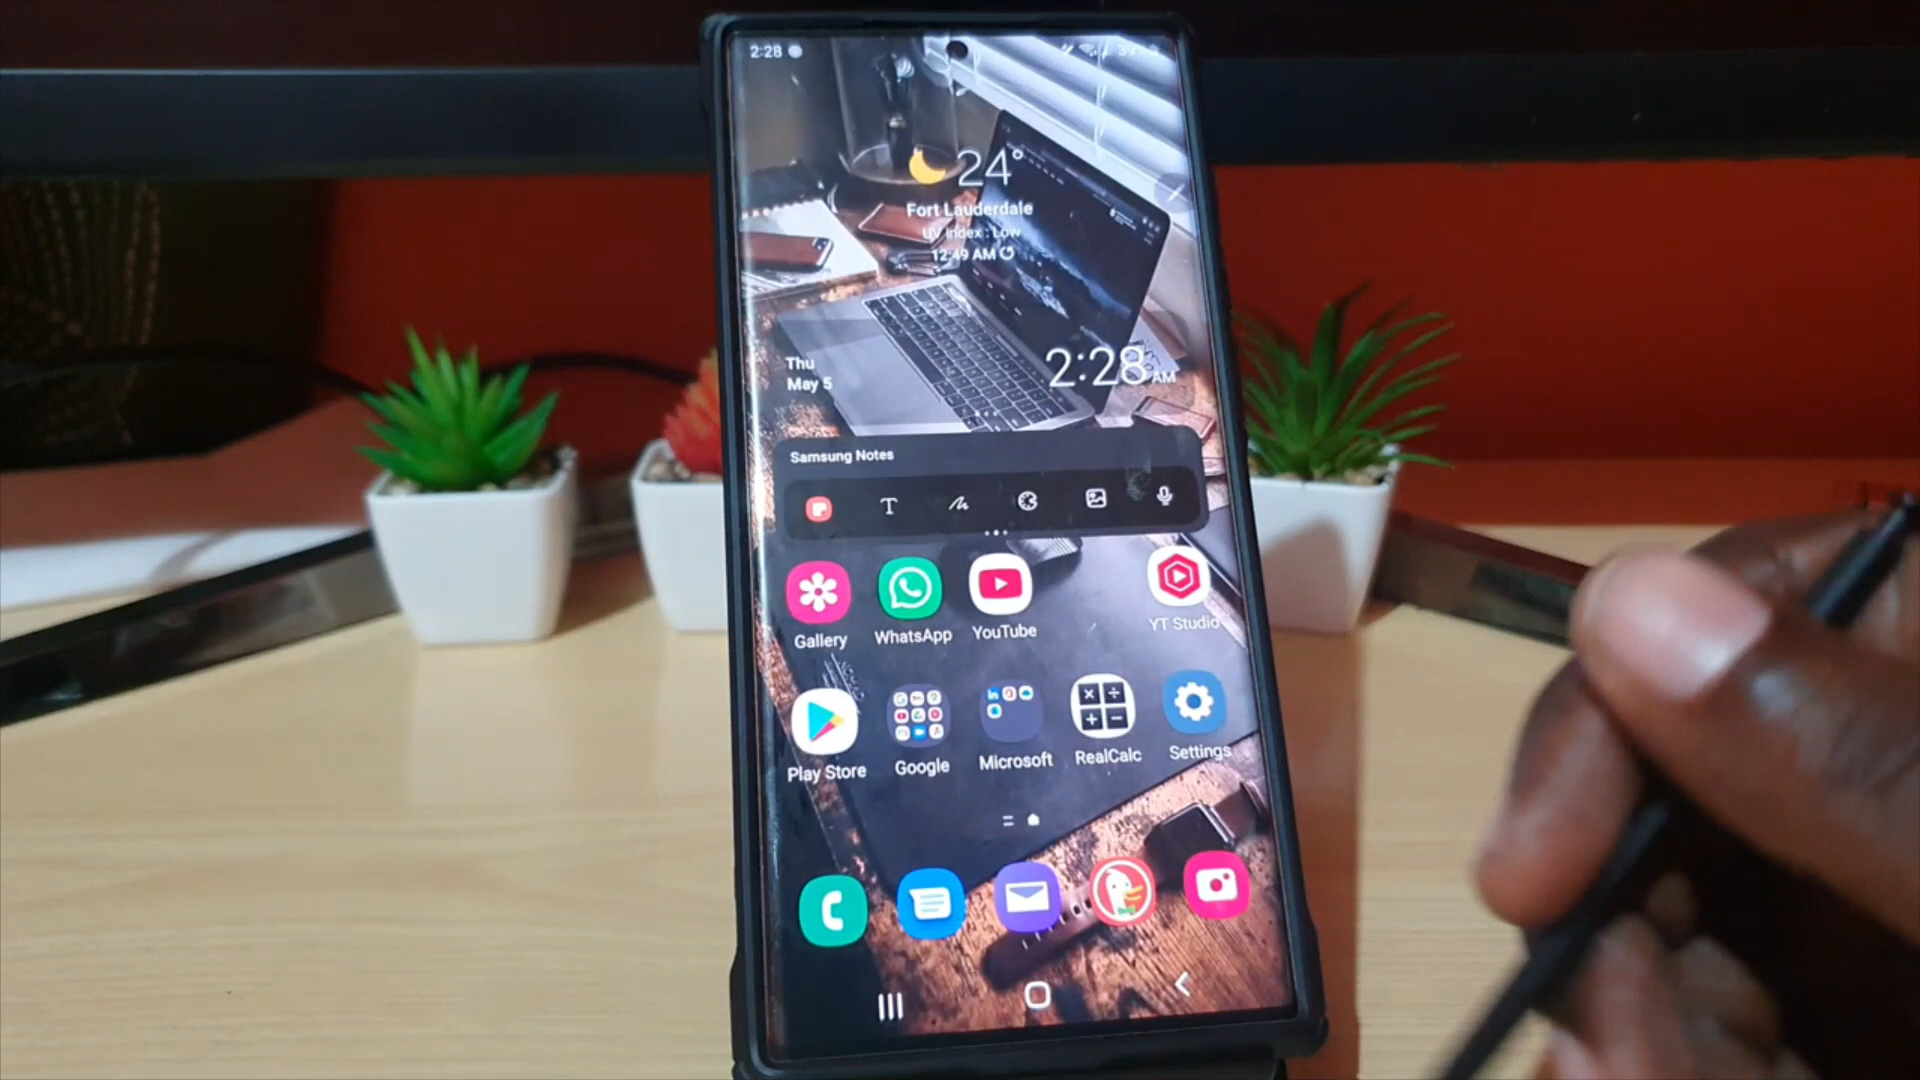 2:28
24°
Fort Lauderdale
UV index : Low
12:49 AM
Thu
May 5
2:28 AM
Samsung Notes
T
Gallery
WhatsApp
YouTube
YT Studio
Play Store
Google
Microsoft
RealCalc
Settings